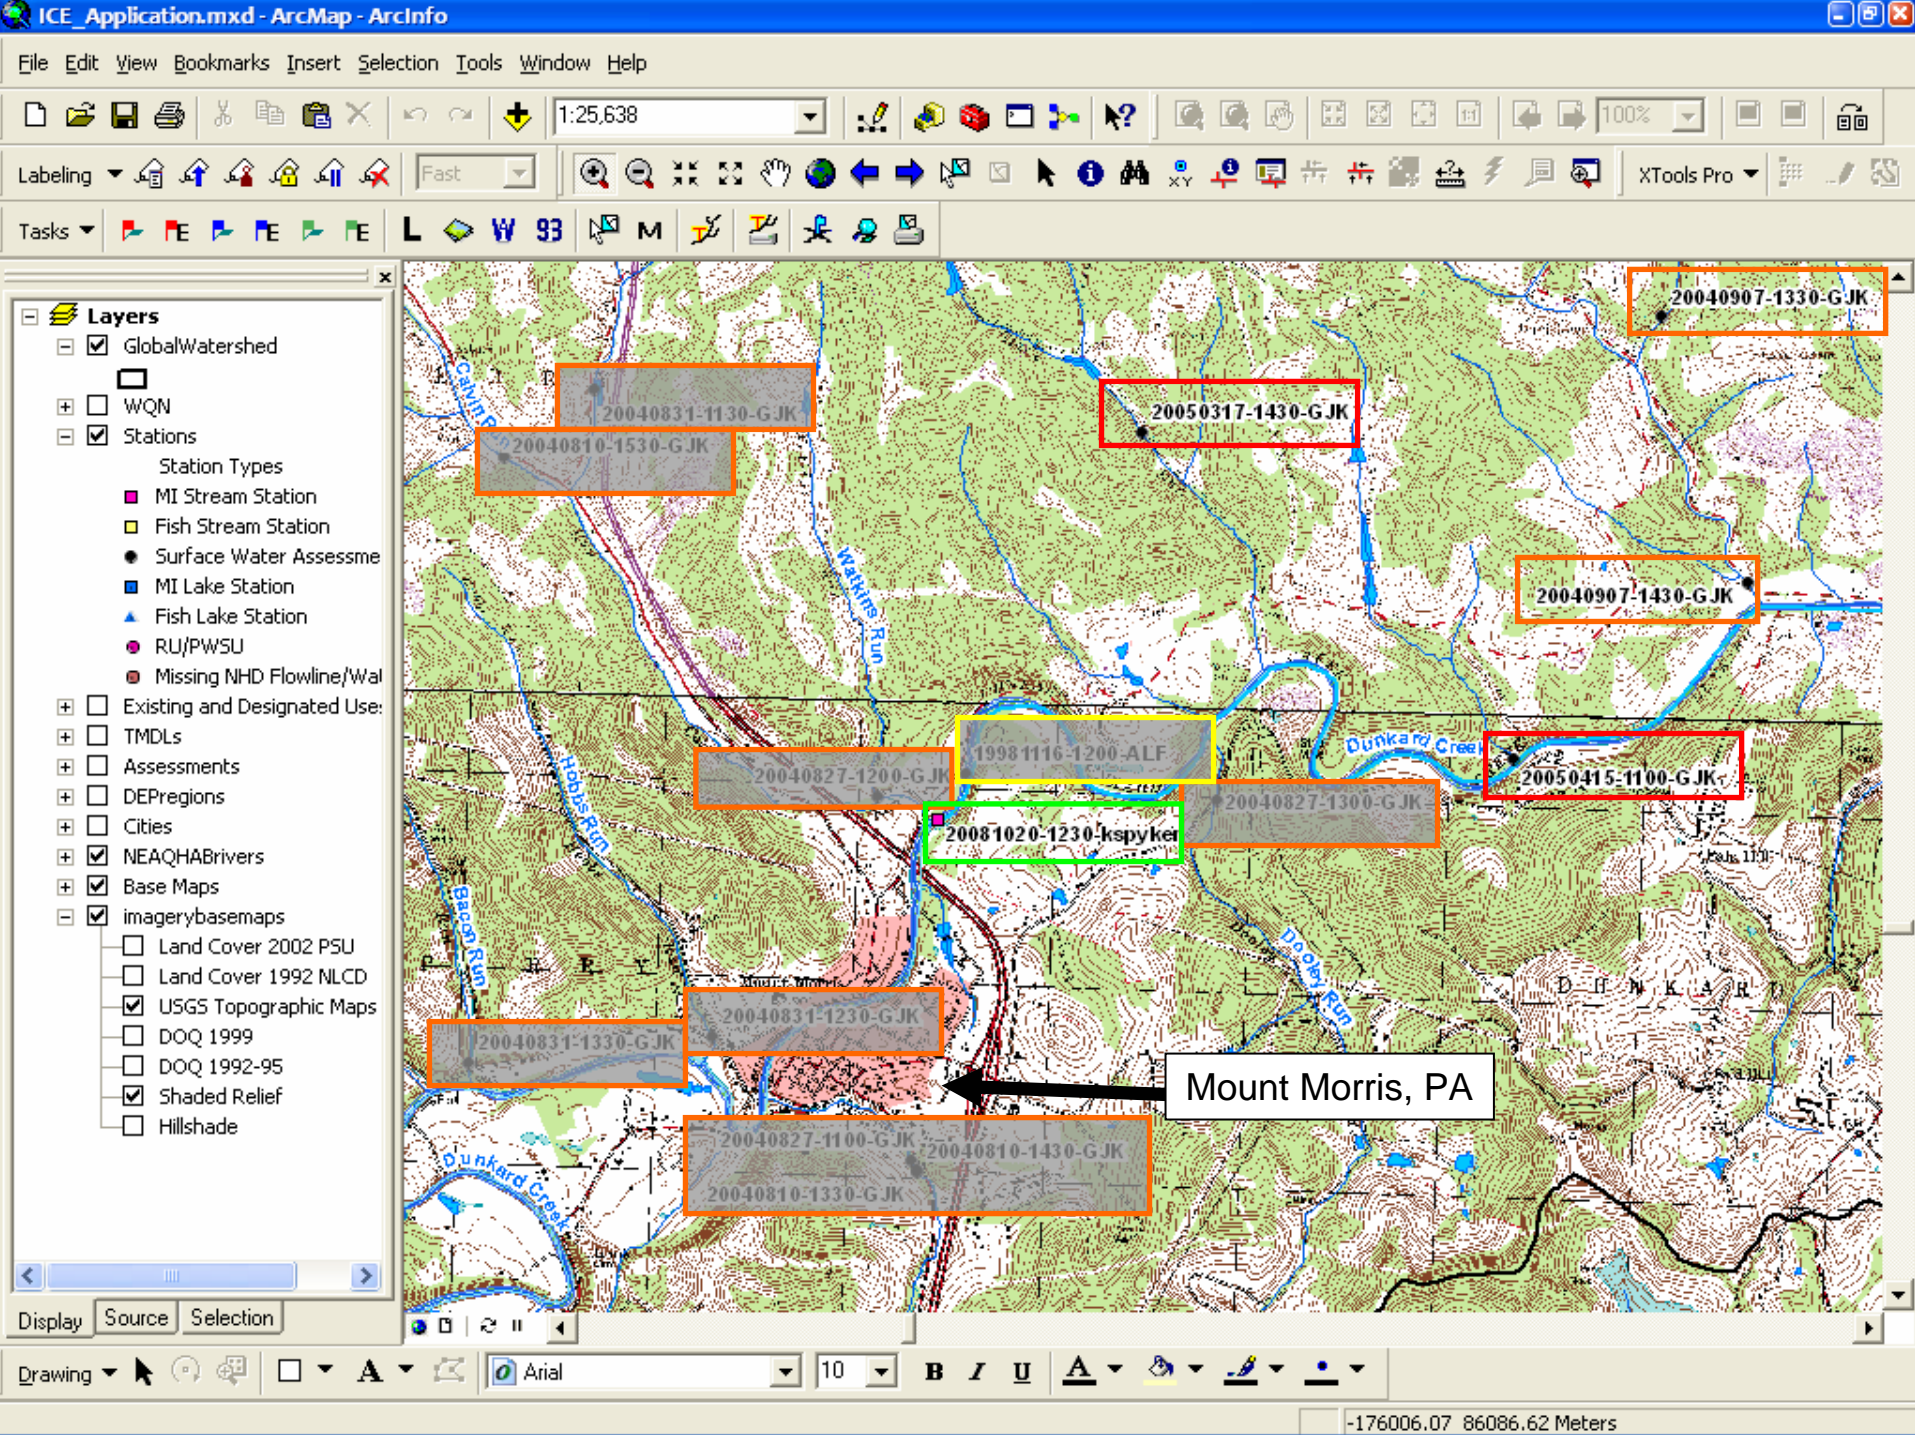 ICE_Application.mxd - ArcMap - ArcInfo
File Edit View Bookmarks Insert Selection Tools Window Help
1:25,638
100%
Labeling
Fast
XTools Pro
Tasks
L W 93 M
Layers
GlobalWatershed
WQN
Stations
Station Types
MI Stream Station
Fish Stream Station
Surface Water Assessme
MI Lake Station
Fish Lake Station
RU/PWSU
Missing NHD Flowline/Wa
Existing and Designated Use
TMDLs
Assessments
DEPregions
Cities
NEAQHABrivers
Base Maps
imagerybasemaps
Land Cover 2002 PSU
Land Cover 1992 NLCD
USGS Topographic Maps
DOQ 1999
DOQ 1992-95
Shaded Relief
Hillshade
Display Source Selection
20040907-1330-GJK
20040831-1130-GJK
20050317-1430-GJK
20040810-1530-GJK
Calvin Run
Watkins Run
20040907-1430-GJK
19981116-1200-ALF
Dunkard Creek
20040827-1200-GJK
20050415-1100-GJK
20040827-1300-GJK
20081020-1230-kspyker
Hobbs Run
Bacon Run
Dooley Run
DUNKARD
20040831-1230-GJK
20040831-1330-GJK
Mount Morris, PA
20040827-1100-GJK
20040810-1430-GJK
20040810-1330-GJK
Dunkard Creek
Drawing
A
Arial
10
B I U A
-176006.07 86086.62 Meters